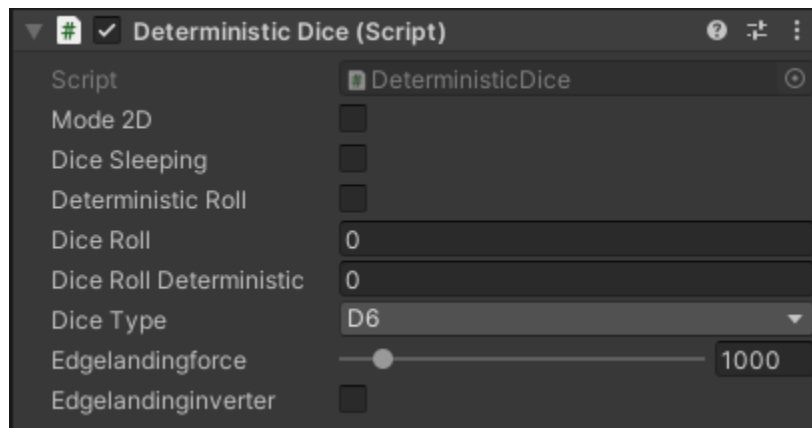 # Deterministic Dice (Script)
Script # DeterministicDice
Mode 2D
Dice Sleeping
Deterministic Roll
Dice Roll 0
Dice Roll Deterministic 0
Dice Type D6
Edgelandingforce 1000
Edgelandinginverter